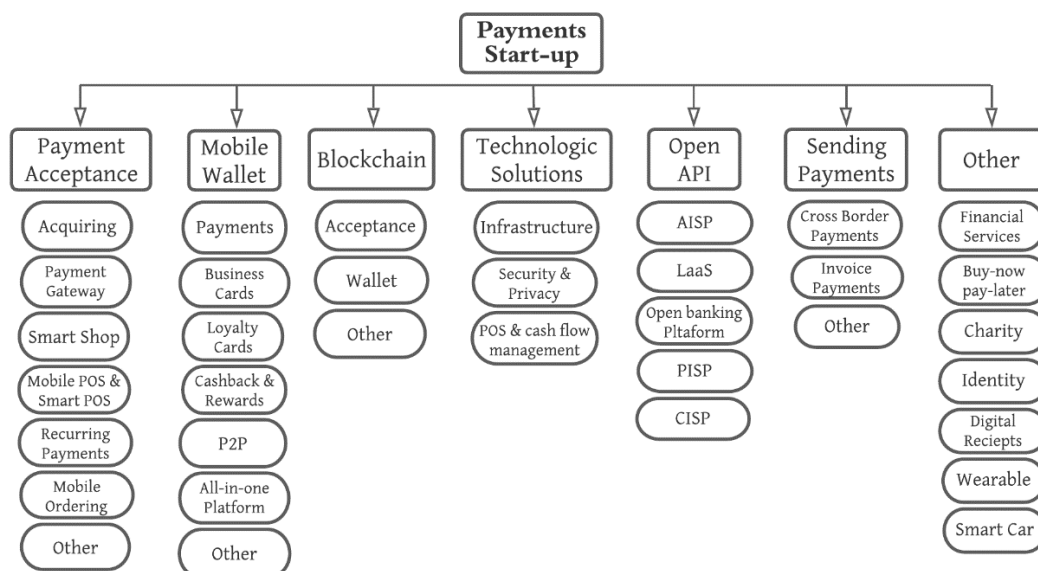 Payments
Start-up
Payment
Acceptance
Acquiring
Payment
Gateway
Smart Shop
Mobile POS &
Smart POS
Recurring
Payments
Mobile
Ordering
Other
Mobile
Wallet
Payments
Business
Cards
Loyalty
Cards
Cashback &
Rewards
P2P
All-in-one
Platform
Other
Blockchain
Acceptance
Wallet
Other
Technologic
Solutions
Infrastructure
Security &
Privacy
POS & cash flow
management
Open
API
AISP
LaaS
Open banking
Pltaform
PISP
CISP
Sending
Payments
Cross Border
Payments
Invoice
Payments
Other
Other
Financial
Services
Buy-now
pay-later
Charity
Identity
Digital
Reciepts
Wearable
Smart Car